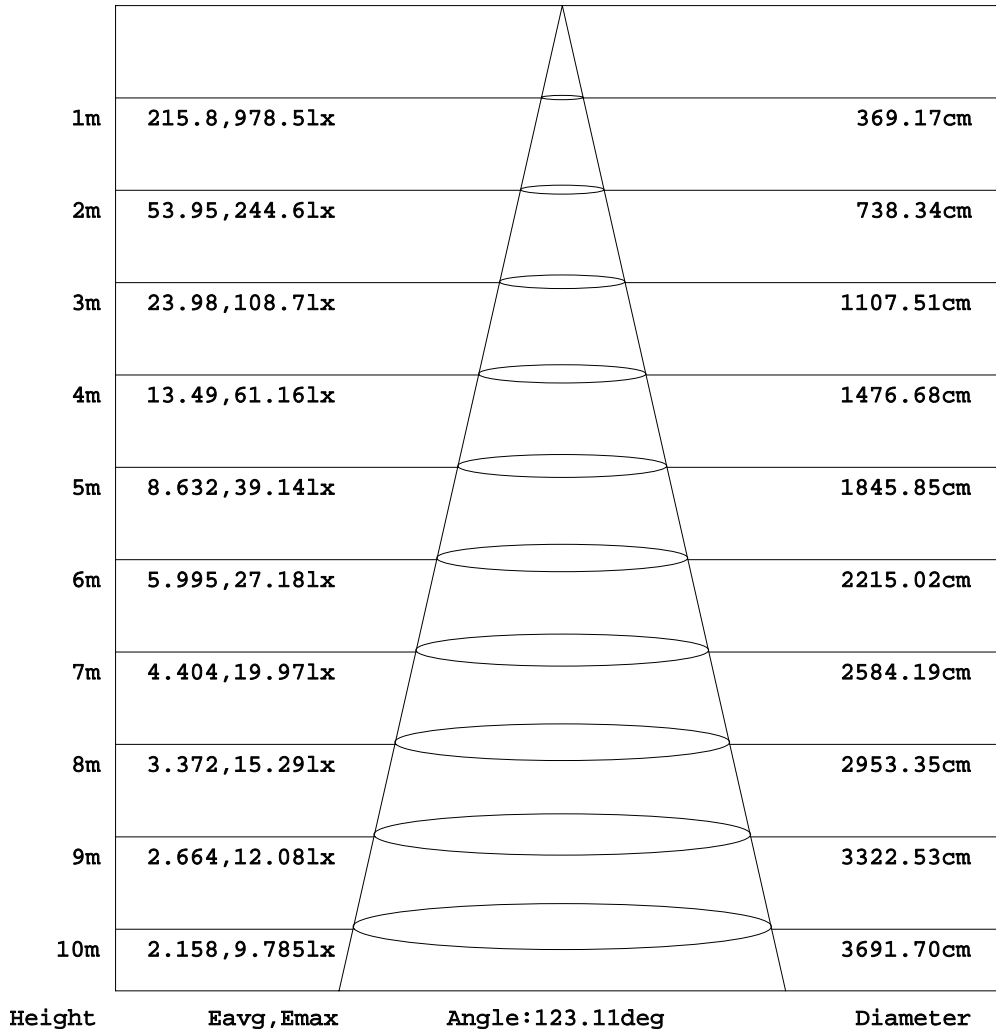 1m 215.8,978.5lx 369.17cm
2m 53.95,244.6lx 738.34cm
3m 23.98,108.7lx 1107.51cm
4m 13.49,61.16lx 1476.68cm
5m 8.632,39.14lx 1845.85cm
6m 5.995,27.18lx 2215.02cm
7m 4.404,19.97lx 2584.19cm
8m 3.372,15.29lx 2953.35cm
9m 2.664,12.08lx 3322.53cm
10m 2.158,9.785lx 3691.70cm
Height Eavg,Emax Angle:123.11deg Diameter